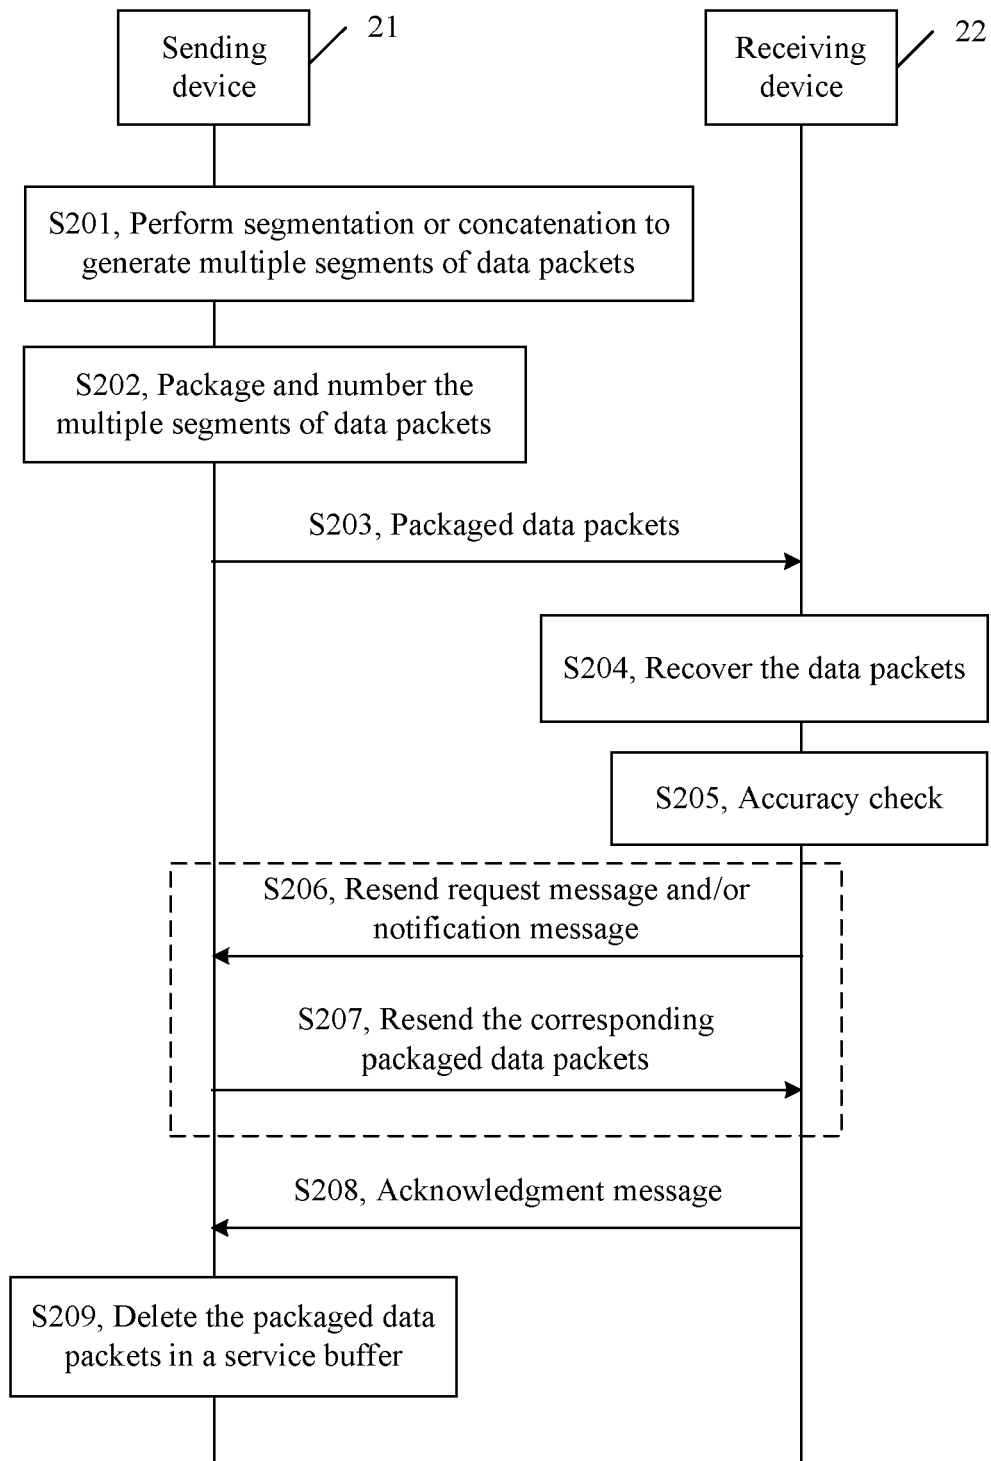 Sending
device
21
Receiving
device
22
S201, Perform segmentation or concatenation to
generate multiple segments of data packets
S202, Package and number the
multiple segments of data packets
S203, Packaged data packets
S204, Recover the data packets
S205, Accuracy check
S206, Resend request message and/or
notification message
S207, Resend the corresponding
packaged data packets
S208, Acknowledgment message
S209, Delete the packaged data
packets in a service buffer